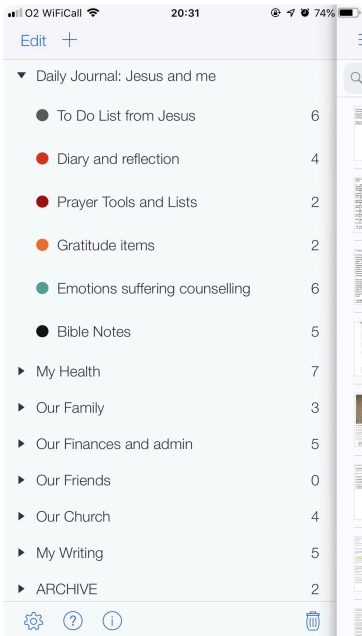 O2 WiFiCall 20:31 74%
Edit +
Daily Journal: Jesus and me
To Do List from Jesus 6
Diary and reflection 4
Prayer Tools and Lists 2
Gratitude items 2
Emotions suffering counselling 6
Bible Notes 5
My Health 7
Our Family 3
Our Finances and admin 5
Our Friends 0
Our Church 4
My Writing 5
ARCHIVE 2